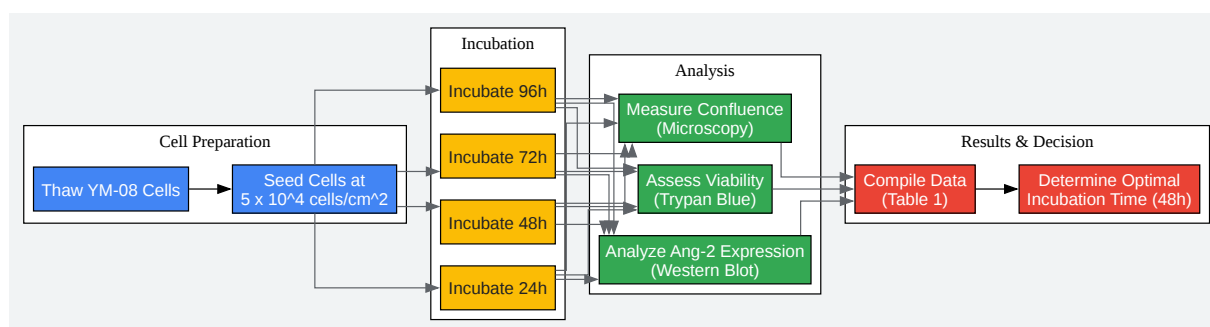 Cell Preparation
Thaw YM-08 Cells
Seed Cells at
5 x 10^4 cells/cm^2
Incubation
Incubate 96h
Incubate 72h
Incubate 48h
Incubate 24h
Analysis
Measure Confluence
(Microscopy)
Assess Viability
(Trypan Blue)
Analyze Ang-2 Expression
(Western Blot)
Results & Decision
Compile Data
(Table 1)
Determine Optimal
Incubation Time (48h)